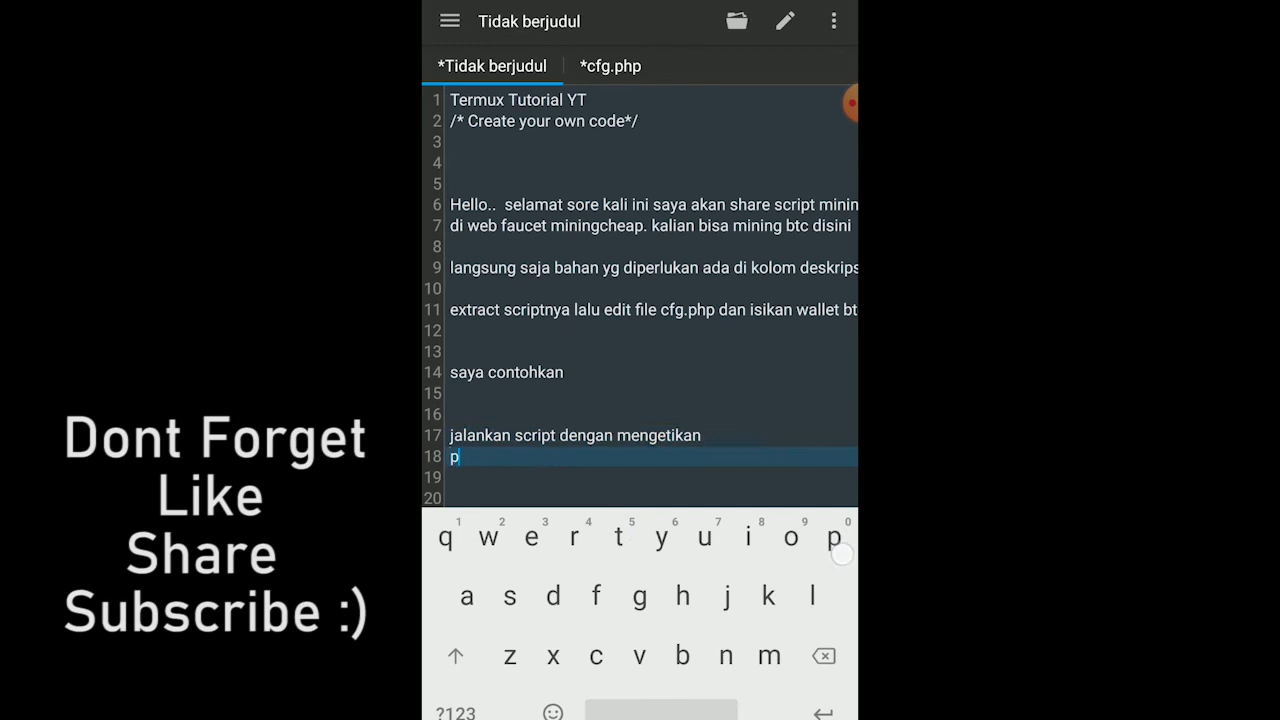 Tidak berjudul
*Tidak berjudul
*cfg.php
1 Termux Tutorial YT
2 /* Create your own code*/
3
4
5
6 Hello..  selamat sore kali ini saya akan share script minin
7 di web faucet miningcheap. kalian bisa mining btc disini
8
9 langsung saja bahan yg diperlukan ada di kolom deskrips
10
11 extract scriptnya lalu edit file cfg.php dan isikan wallet bt
12
13
14 saya contohkan
15
16
17 jalankan script dengan mengetikan
18 p
19
20
Dont Forget
Like
Share
Subscribe :)
1 2 3 4 5 6 7 8 9 0
q w e r t y u i o p
a s d f g h j k l
z x c v b n m
?123